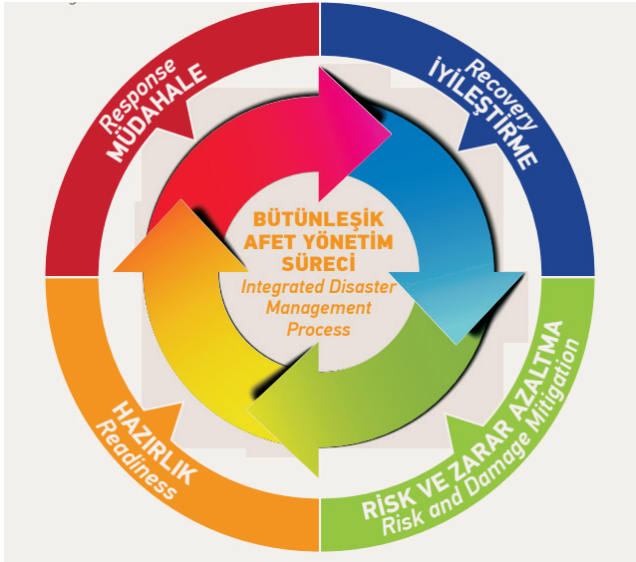 Response
MÜDAHALE
Recovery
İYİLEŞTİRME
BÜTÜNLEŞİK
AFET YÖNETİM
SÜRECİ
Integrated Disaster
Management
Process
HAZIRLIK
Readiness
RİSK VE ZARAR AZALTMA
Risk and Damage Mitigation